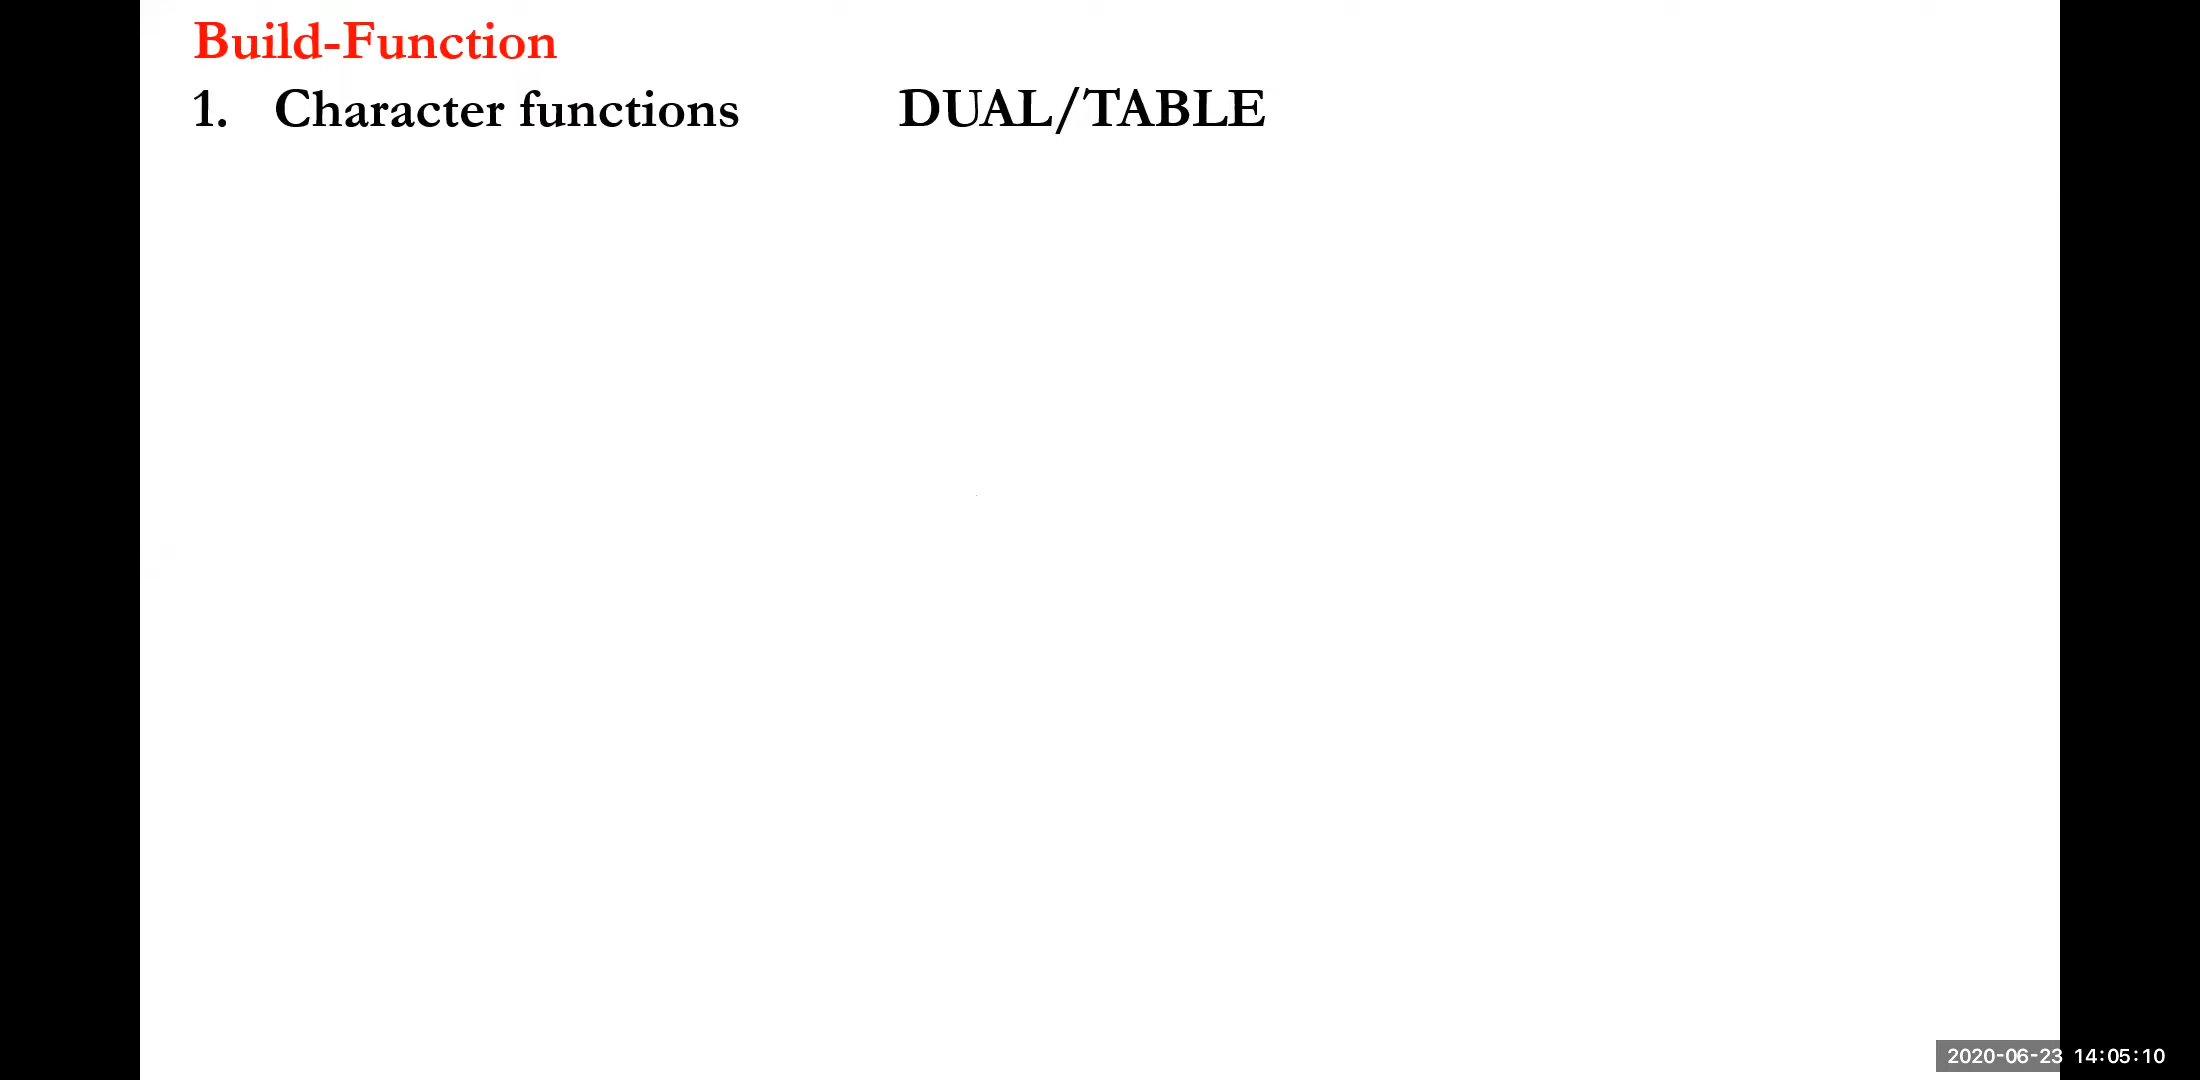 Build-Function
1. Character functions DUAL/TABLE
2020-06-23 14:05:10